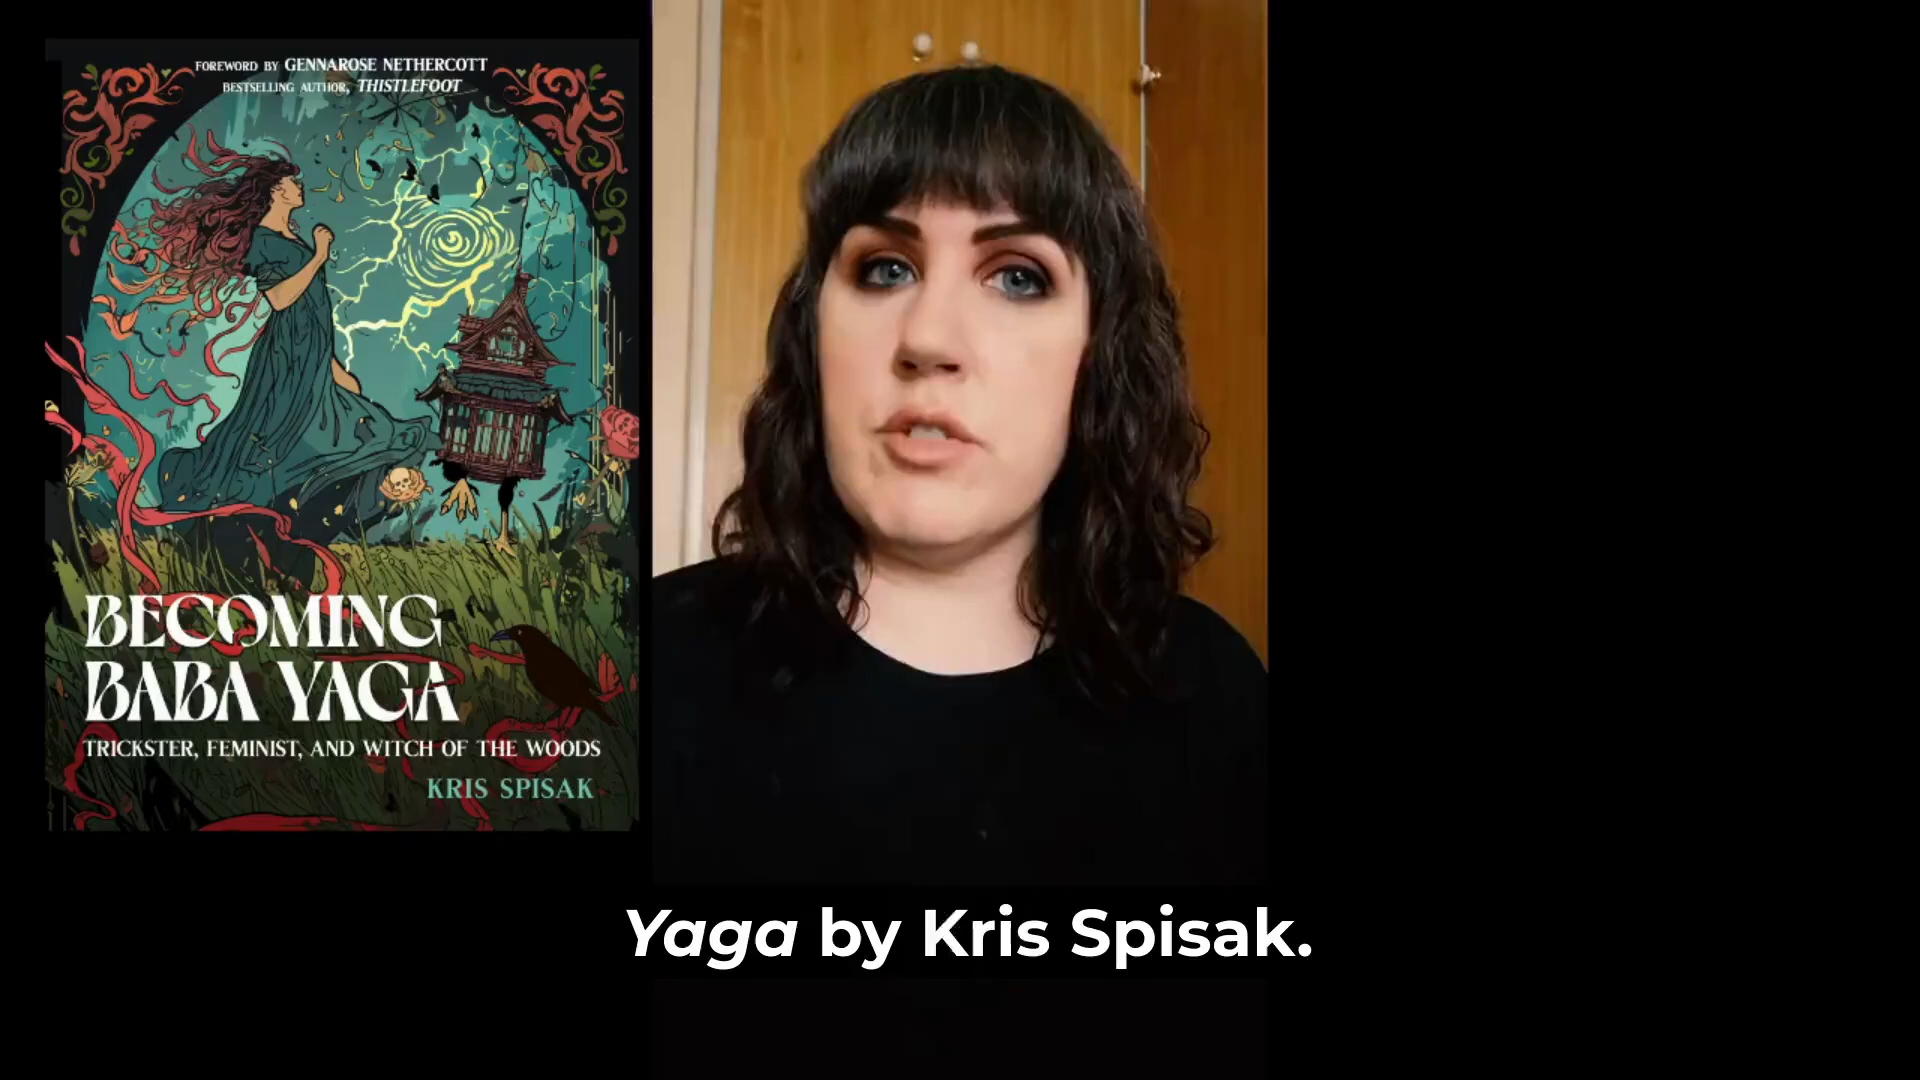 FOREWORD BY GENNAROSE NETHERCOTT
BESTSELLING AUTHOR, THISTLEFOOT
BECOMING
BABA YAGA
TRICKSTER, FEMINIST, AND WITCH OF THE WOODS
KRIS SPISAK
Yaga by Kris Spisak.